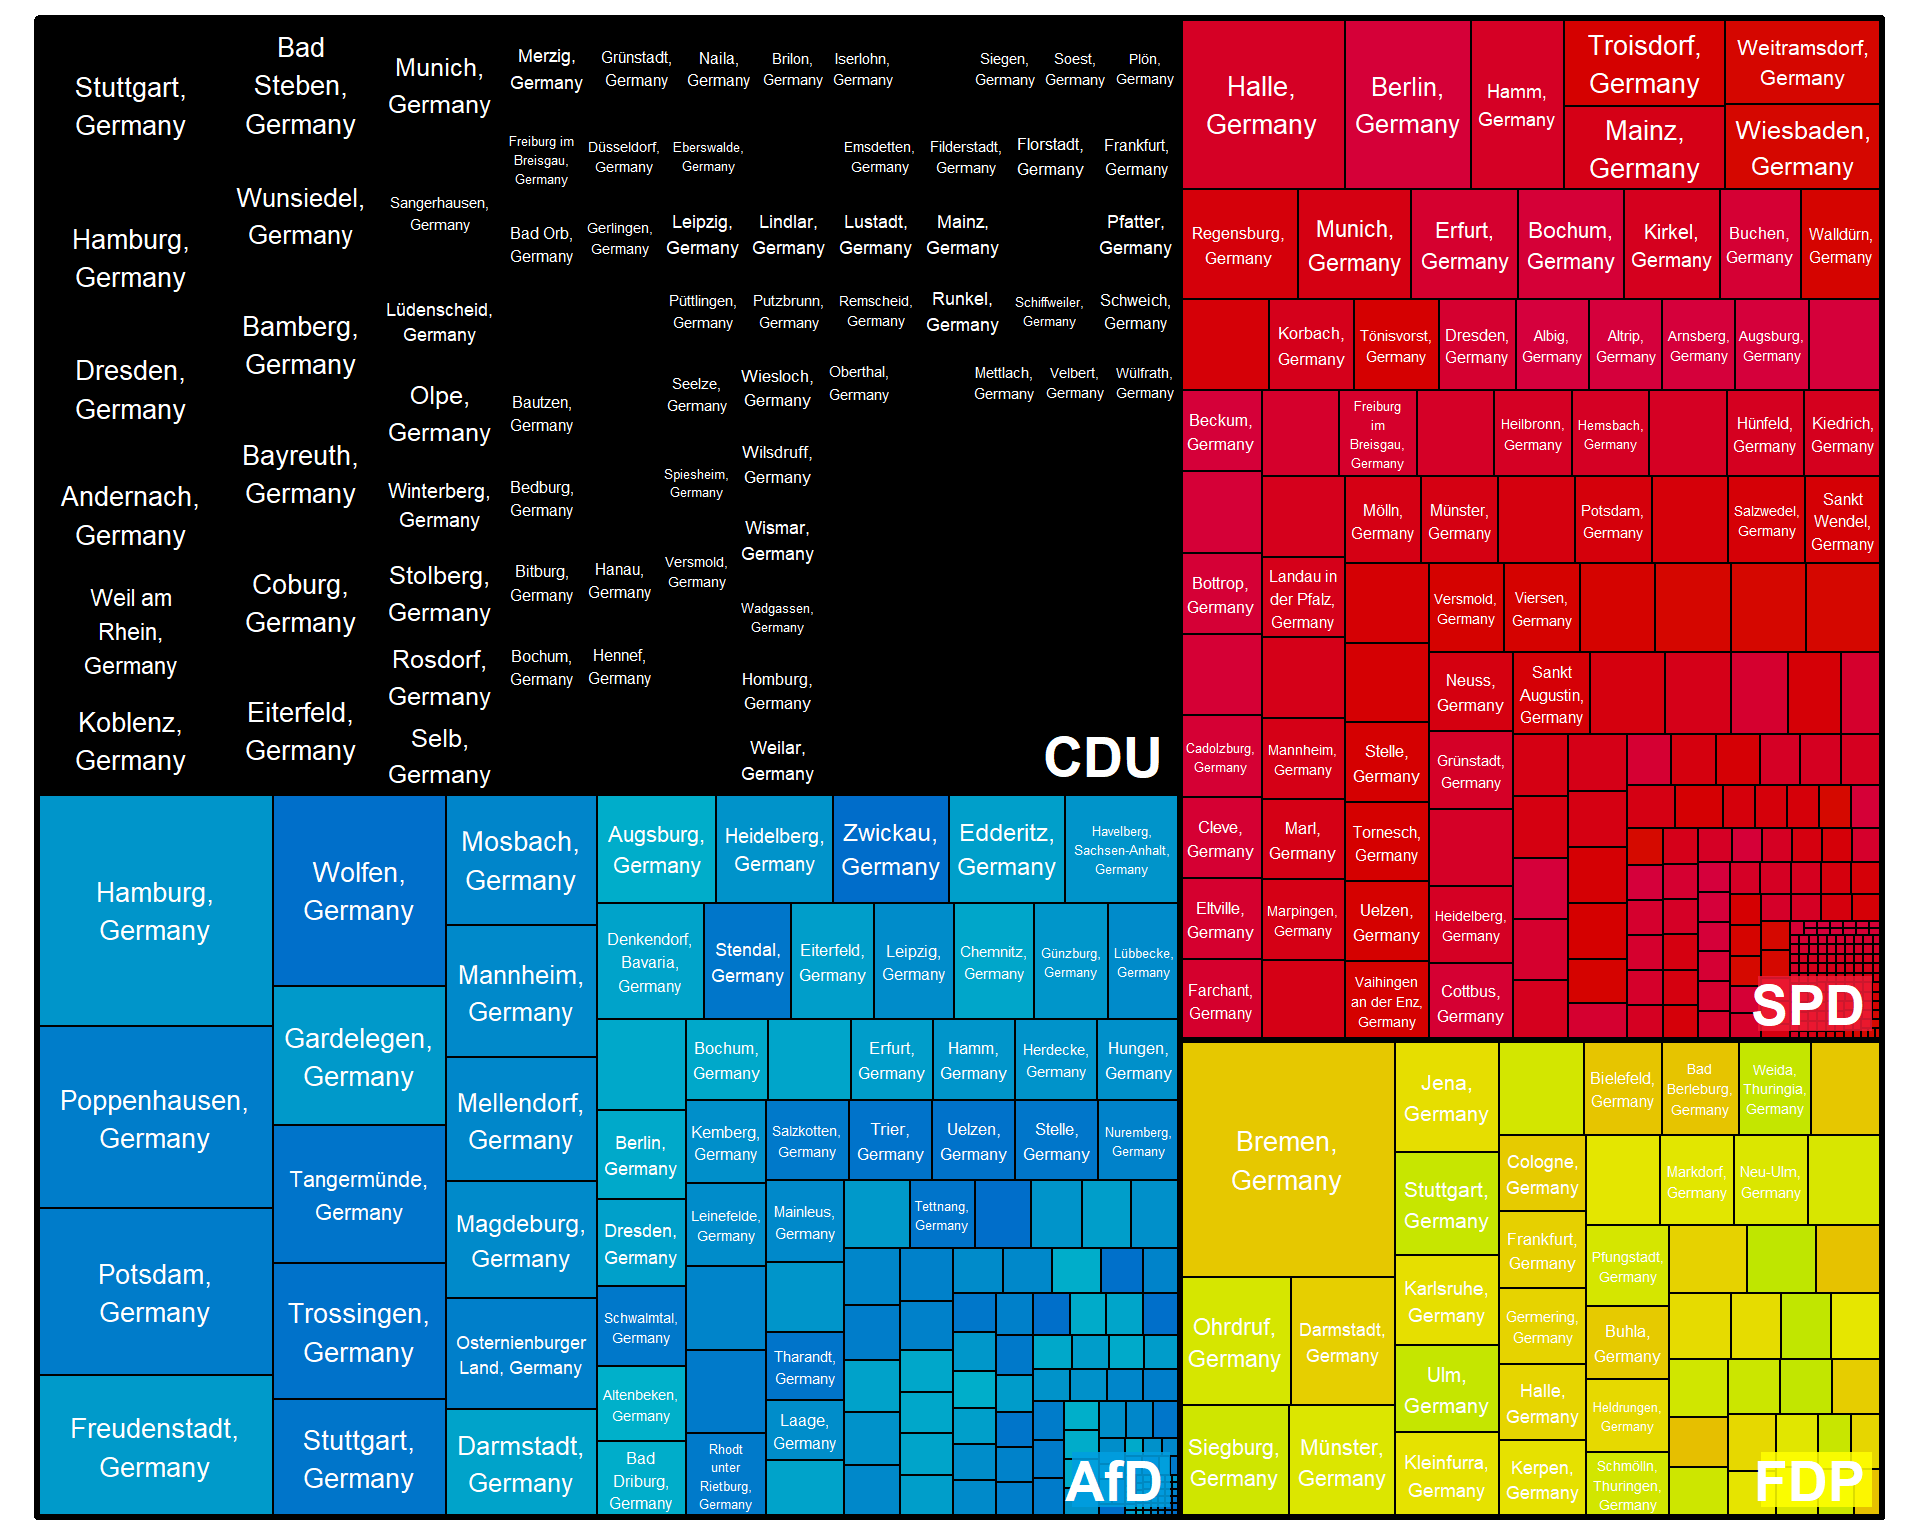 Stuttgart,
Germany
Hamburg,
Germany
Dresden,
Germany
Andernach,
Germany
Weil am
Rhein,
Germany
Koblenz,
Germany
Bad
Steben,
Germany
Wunsiedel,
Germany
Bamberg,
Germany
Bayreuth,
Germany
Coburg,
Germany
Eiterfeld,
Germany
Munich,
Germany
Sangerhausen,
Germany
Lüdenscheid,
Germany
Olpe,
Germany
Winterberg,
Germany
Stolberg,
Germany
Rosdorf,
Germany
Selb,
Germany
Merzig,
Germany
Freiburg im
Breisgau,
Germany
Bad Orb,
Germany
Bautzen,
Germany
Bedburg,
Germany
Bitburg,
Germany
Bochum,
Germany
Grünstadt,
Germany
Düsseldorf,
Germany
Gerlingen,
Germany
Hanau,
Germany
Hennef,
Germany
Naila,
Germany
Brilon,
Germany
Iserlohn,
Germany
Siegen,
Germany
Soest,
Germany
Plön,
Germany
Eberswalde,
Germany
Emsdetten,
Germany
Filderstadt,
Germany
Florstadt,
Germany
Frankfurt,
Germany
Leipzig,
Germany
Lindlar,
Germany
Lustadt,
Germany
Mainz,
Germany
Pfatter,
Germany
Püttlingen,
Germany
Putzbrunn,
Germany
Remscheid,
Germany
Runkel,
Germany
Schiffweiler,
Germany
Schweich,
Germany
Seelze,
Germany
Wiesloch,
Germany
Oberthal,
Germany
Mettlach,
Germany
Velbert,
Germany
Wülfrath,
Germany
Spiesheim,
Germany
Wilsdruff,
Germany
Wismar,
Germany
Versmold,
Germany
Wadgassen,
Germany
Homburg,
Germany
Weilar,
Germany
CDU
Halle,
Germany
Berlin,
Germany
Hamm,
Germany
Troisdorf,
Germany
Mainz,
Germany
Weitramsdorf,
Germany
Wiesbaden,
Germany
Regensburg,
Germany
Munich,
Germany
Erfurt,
Germany
Bochum,
Germany
Kirkel,
Germany
Buchen,
Germany
Walldürn,
Germany
Korbach,
Germany
Tönisvorst,
Germany
Dresden,
Germany
Albig,
Germany
Altrip,
Germany
Arnsberg,
Germany
Augsburg,
Germany
Beckum,
Germany
Freiburg
im
Breisgau,
Germany
Heilbronn,
Germany
Hemsbach,
Germany
Hünfeld,
Germany
Kiedrich,
Germany
Mölln,
Germany
Münster,
Germany
Potsdam,
Germany
Salzwedel,
Germany
Sankt
Wendel,
Germany
Bottrop,
Germany
Landau in
der Pfalz,
Germany
Versmold,
Germany
Viersen,
Germany
Neuss,
Germany
Sankt
Augustin,
Germany
Cadolzburg,
Germany
Mannheim,
Germany
Stelle,
Germany
Grünstadt,
Germany
Cleve,
Germany
Marl,
Germany
Tornesch,
Germany
Eltville,
Germany
Marpingen,
Germany
Uelzen,
Germany
Heidelberg,
Germany
Farchant,
Germany
Vaihingen
an der Enz,
Germany
Cottbus,
Germany
SPD
Hamburg,
Germany
Poppenhausen,
Germany
Potsdam,
Germany
Freudenstadt,
Germany
Wolfen,
Germany
Gardelegen,
Germany
Tangermünde,
Germany
Trossingen,
Germany
Stuttgart,
Germany
Mosbach,
Germany
Mannheim,
Germany
Mellendorf,
Germany
Magdeburg,
Germany
Osternienburger
Land, Germany
Darmstadt,
Germany
Augsburg,
Germany
Heidelberg,
Germany
Zwickau,
Germany
Edderitz,
Germany
Havelberg,
Sachsen-Anhalt,
Germany
Denkendorf,
Bavaria,
Germany
Stendal,
Germany
Eiterfeld,
Germany
Leipzig,
Germany
Chemnitz,
Germany
Günzburg,
Germany
Lübbecke,
Germany
Bochum,
Germany
Erfurt,
Germany
Hamm,
Germany
Herdecke,
Germany
Hungen,
Germany
Berlin,
Germany
Kemberg,
Germany
Salzkotten,
Germany
Trier,
Germany
Uelzen,
Germany
Stelle,
Germany
Nuremberg,
Germany
Dresden,
Germany
Leinefelde,
Germany
Mainleus,
Germany
Tettnang,
Germany
Schwalmtal,
Germany
Tharandt,
Germany
Altenbeken,
Germany
Laage,
Germany
Bad
Driburg,
Germany
Rhodt
unter
Rietburg,
Germany
AfD
Bremen,
Germany
Ohrdruf,
Germany
Darmstadt,
Germany
Siegburg,
Germany
Münster,
Germany
Jena,
Germany
Stuttgart,
Germany
Karlsruhe,
Germany
Ulm,
Germany
Kleinfurra,
Germany
Cologne,
Germany
Frankfurt,
Germany
Germering,
Germany
Halle,
Germany
Kerpen,
Germany
Bielefeld,
Germany
Bad
Berleburg,
Germany
Weida,
Thuringia,
Germany
Markdorf,
Germany
Neu-Ulm,
Germany
Pfungstadt,
Germany
Buhla,
Germany
Heldrungen,
Germany
Schmölln,
Thuringen,
Germany
FDP